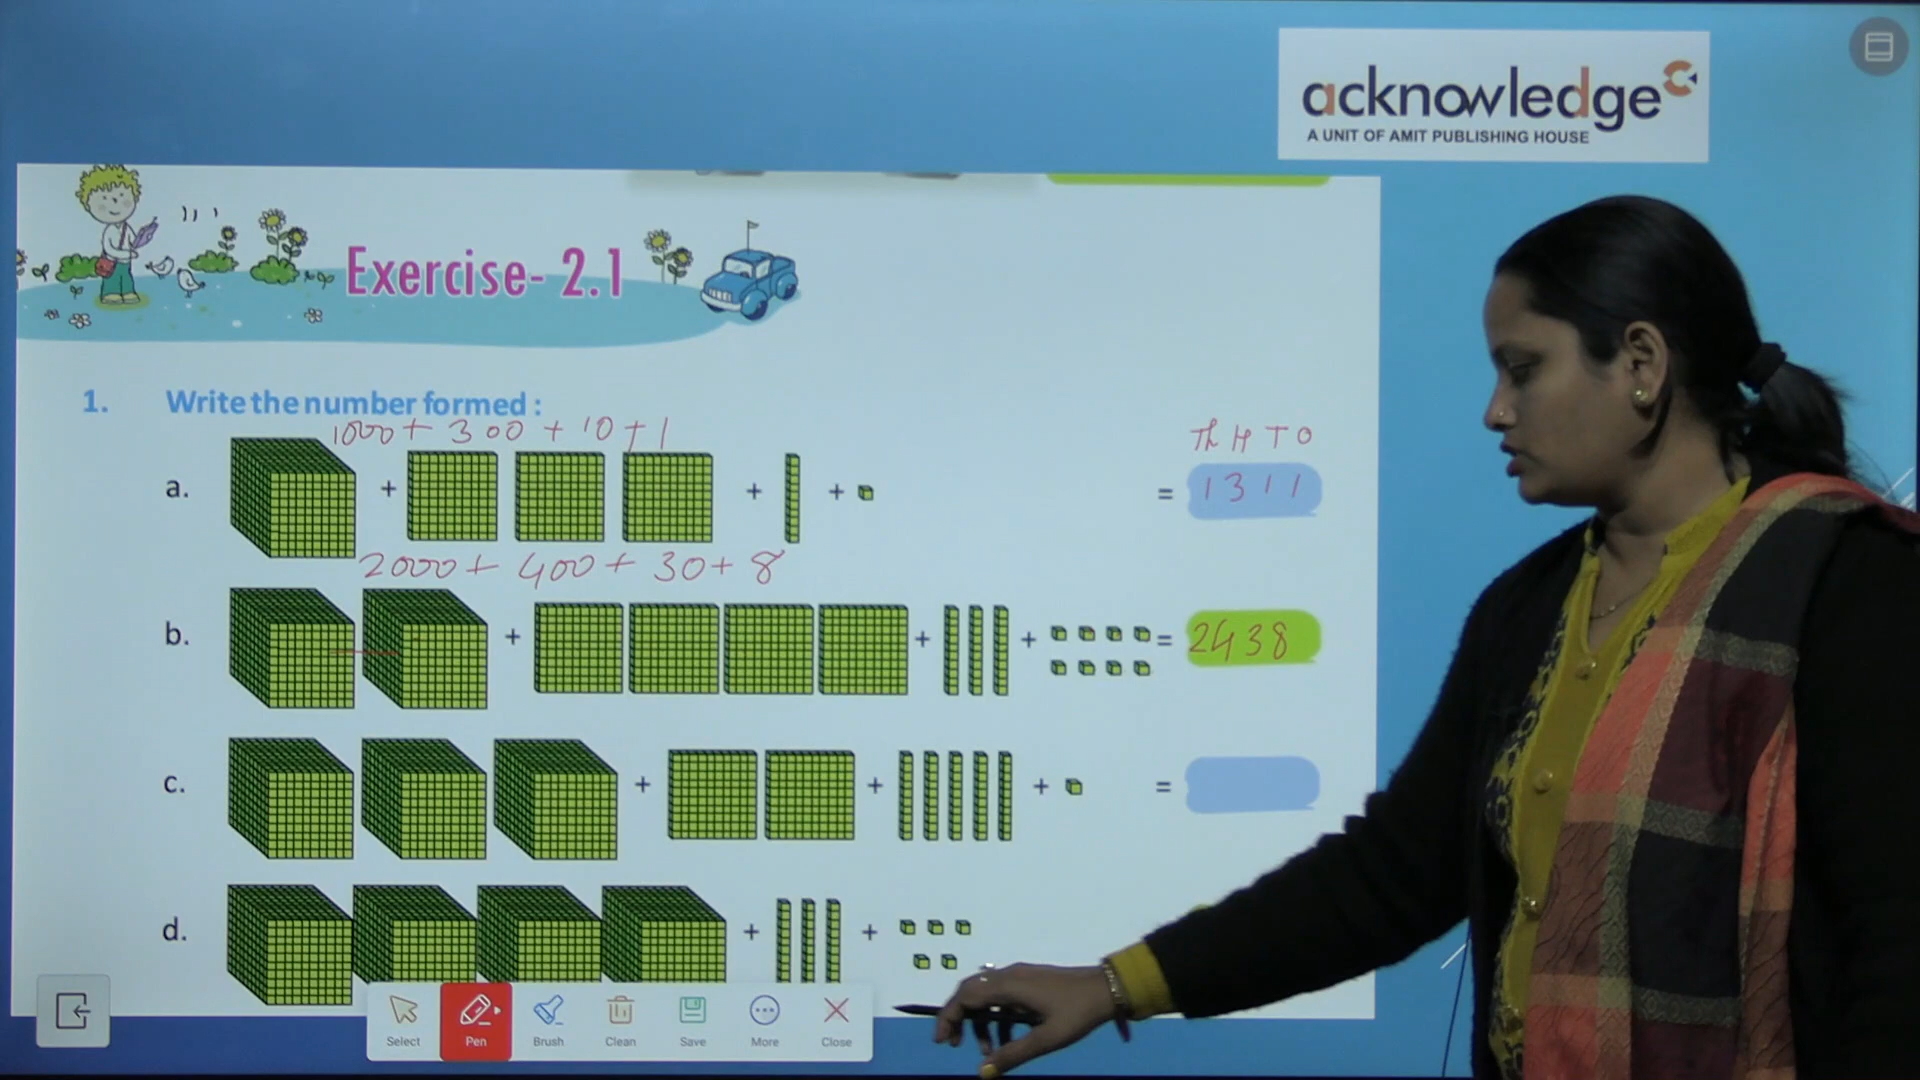 acknowledge
A UNIT OF AMIT PUBLISHING HOUSE
Exercise- 2.1
1. Write the number formed :
1000 + 300 + 10 + 1
Th H T O
a. + + + = 1311
2000 + 400 + 30 + 8
b. + + + = 2438
c. + + + =
d. + +
Select Pen Brush Clean Save More Close